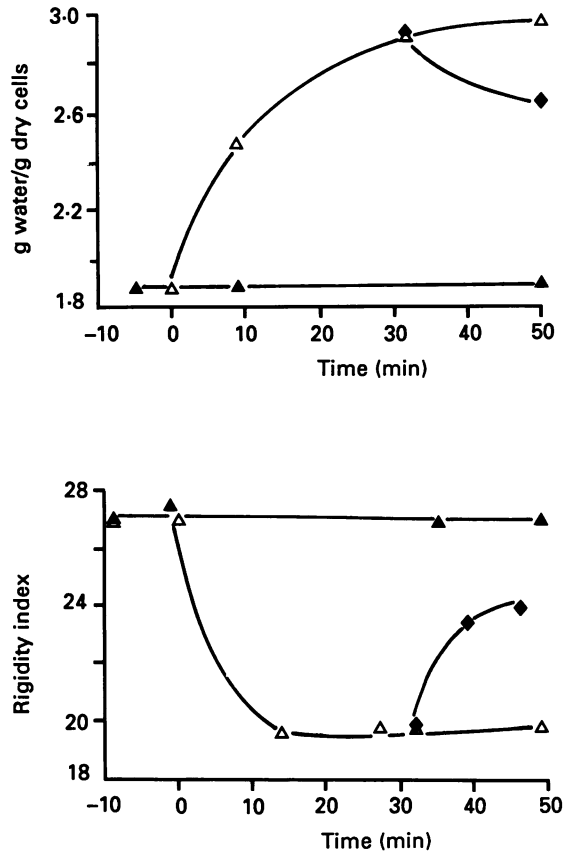 g water/g dry cells
3·0
2·6
2·2
1·8
−10 0 10 20 30 40 50
Time (min)
Rigidity index
28
24
20
18
−10 0 10 20 30 40 50
Time (min)